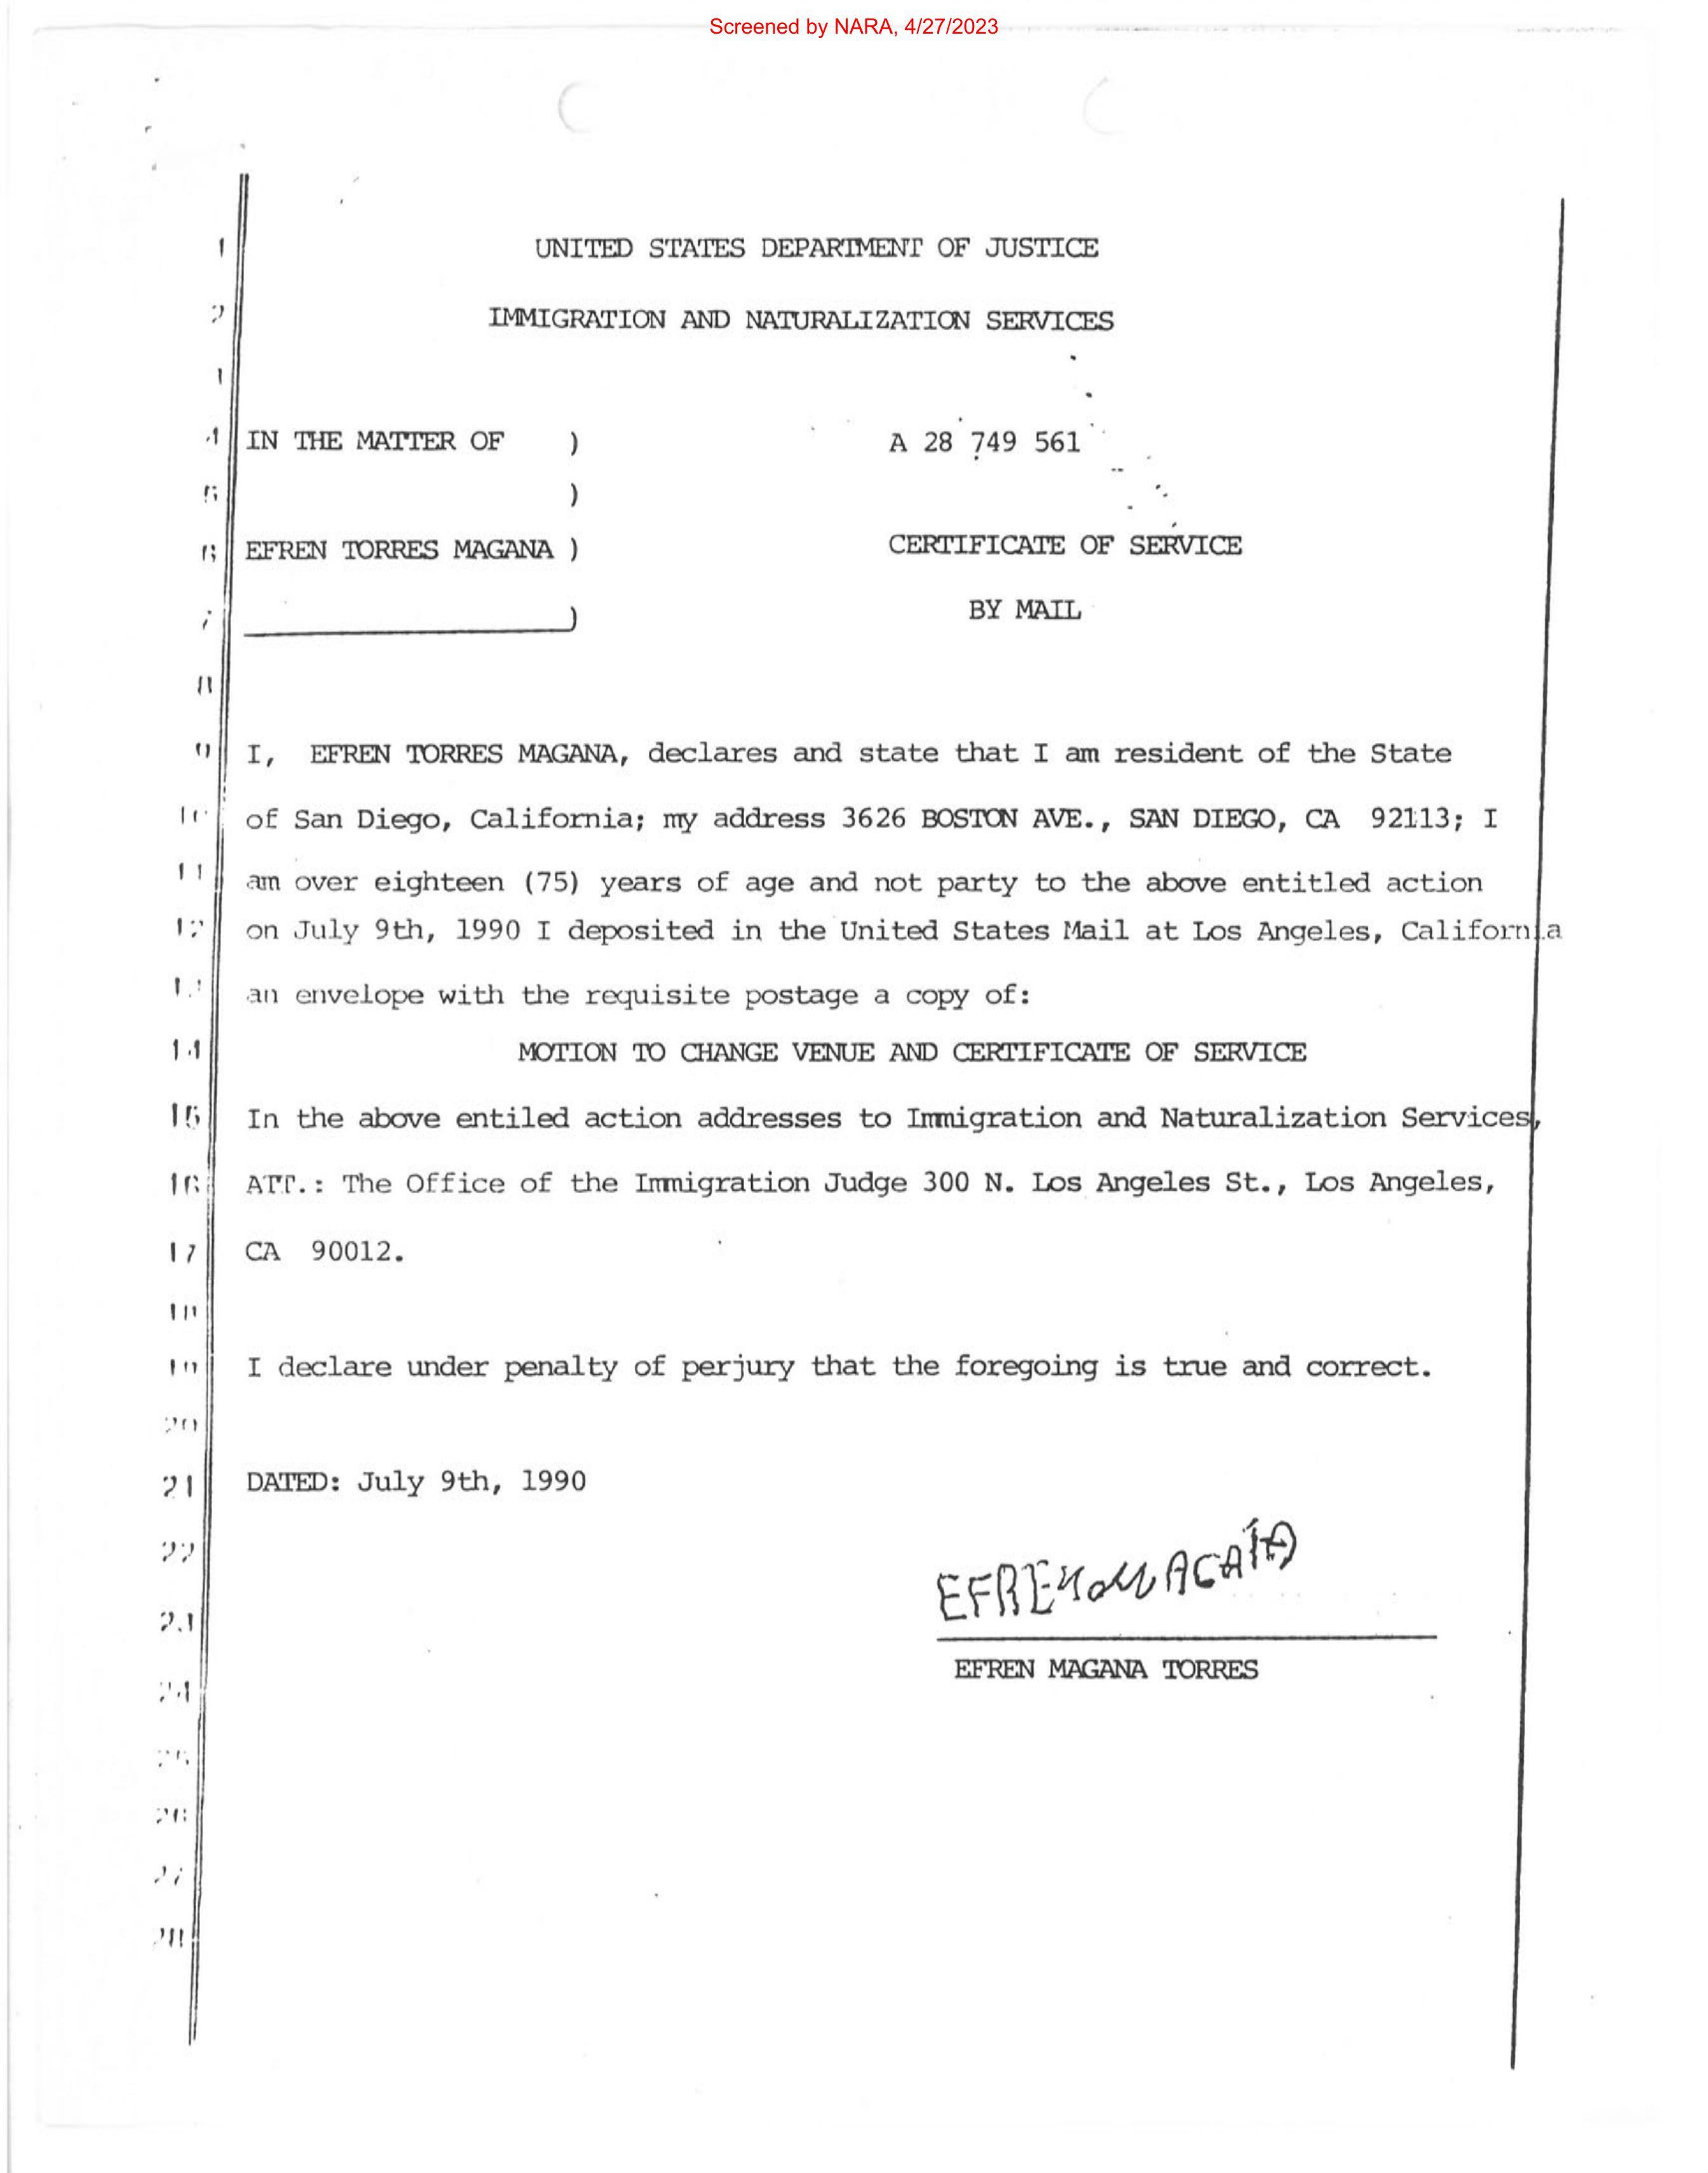 Screened by NARA, 4/27/2023
1 UNITED STATES DEPARTMENT OF JUSTICE
2 IMMIGRATION AND NATURALIZATION SERVICES
4 IN THE MATTER OF ) A 28 749 561
5 )
6 EFREN TORRES MAGANA ) CERTIFICATE OF SERVICE
7 ) BY MAIL
8
9 I, EFREN TORRES MAGANA, declares and state that I am resident of the State
10 of San Diego, California; my address 3626 BOSTON AVE., SAN DIEGO, CA 92113; I
11 am over eighteen (75) years of age and not party to the above entitled action
12 on July 9th, 1990 I deposited in the United States Mail at Los Angeles, California
13 an envelope with the requisite postage a copy of:
14 MOTION TO CHANGE VENUE AND CERTIFICATE OF SERVICE
15 In the above entiled action addresses to Immigration and Naturalization Services,
16 ATT.: The Office of the Immigration Judge 300 N. Los Angeles St., Los Angeles,
17 CA 90012.
18
19 I declare under penalty of perjury that the foregoing is true and correct.
20
21 DATED: July 9th, 1990
22
23
EFREN MAGANA TORRES
24
25
26
27
28